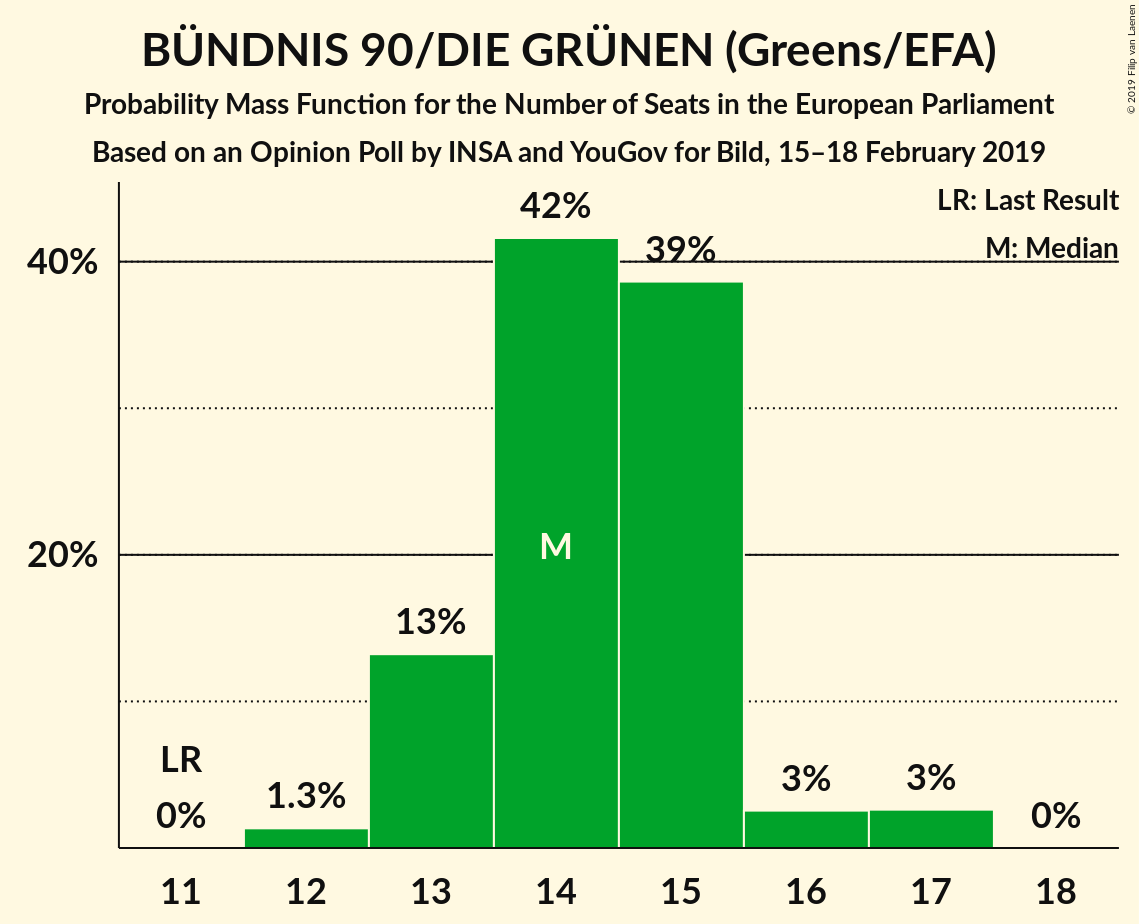 BÜNDNIS 90/DIE GRÜNEN (Greens/EFA)
Probability Mass Function for the Number of Seats in the European Parliament
Based on an Opinion Poll by INSA and YouGov for Bild, 15–18 February 2019
© 2019 Filip van Laenen
LR: Last Result
M: Median
42%
39%
40%
M
20%
13%
LR
0%
1.3%
3%
3%
0%
11 12 13 14 15 16 17 18